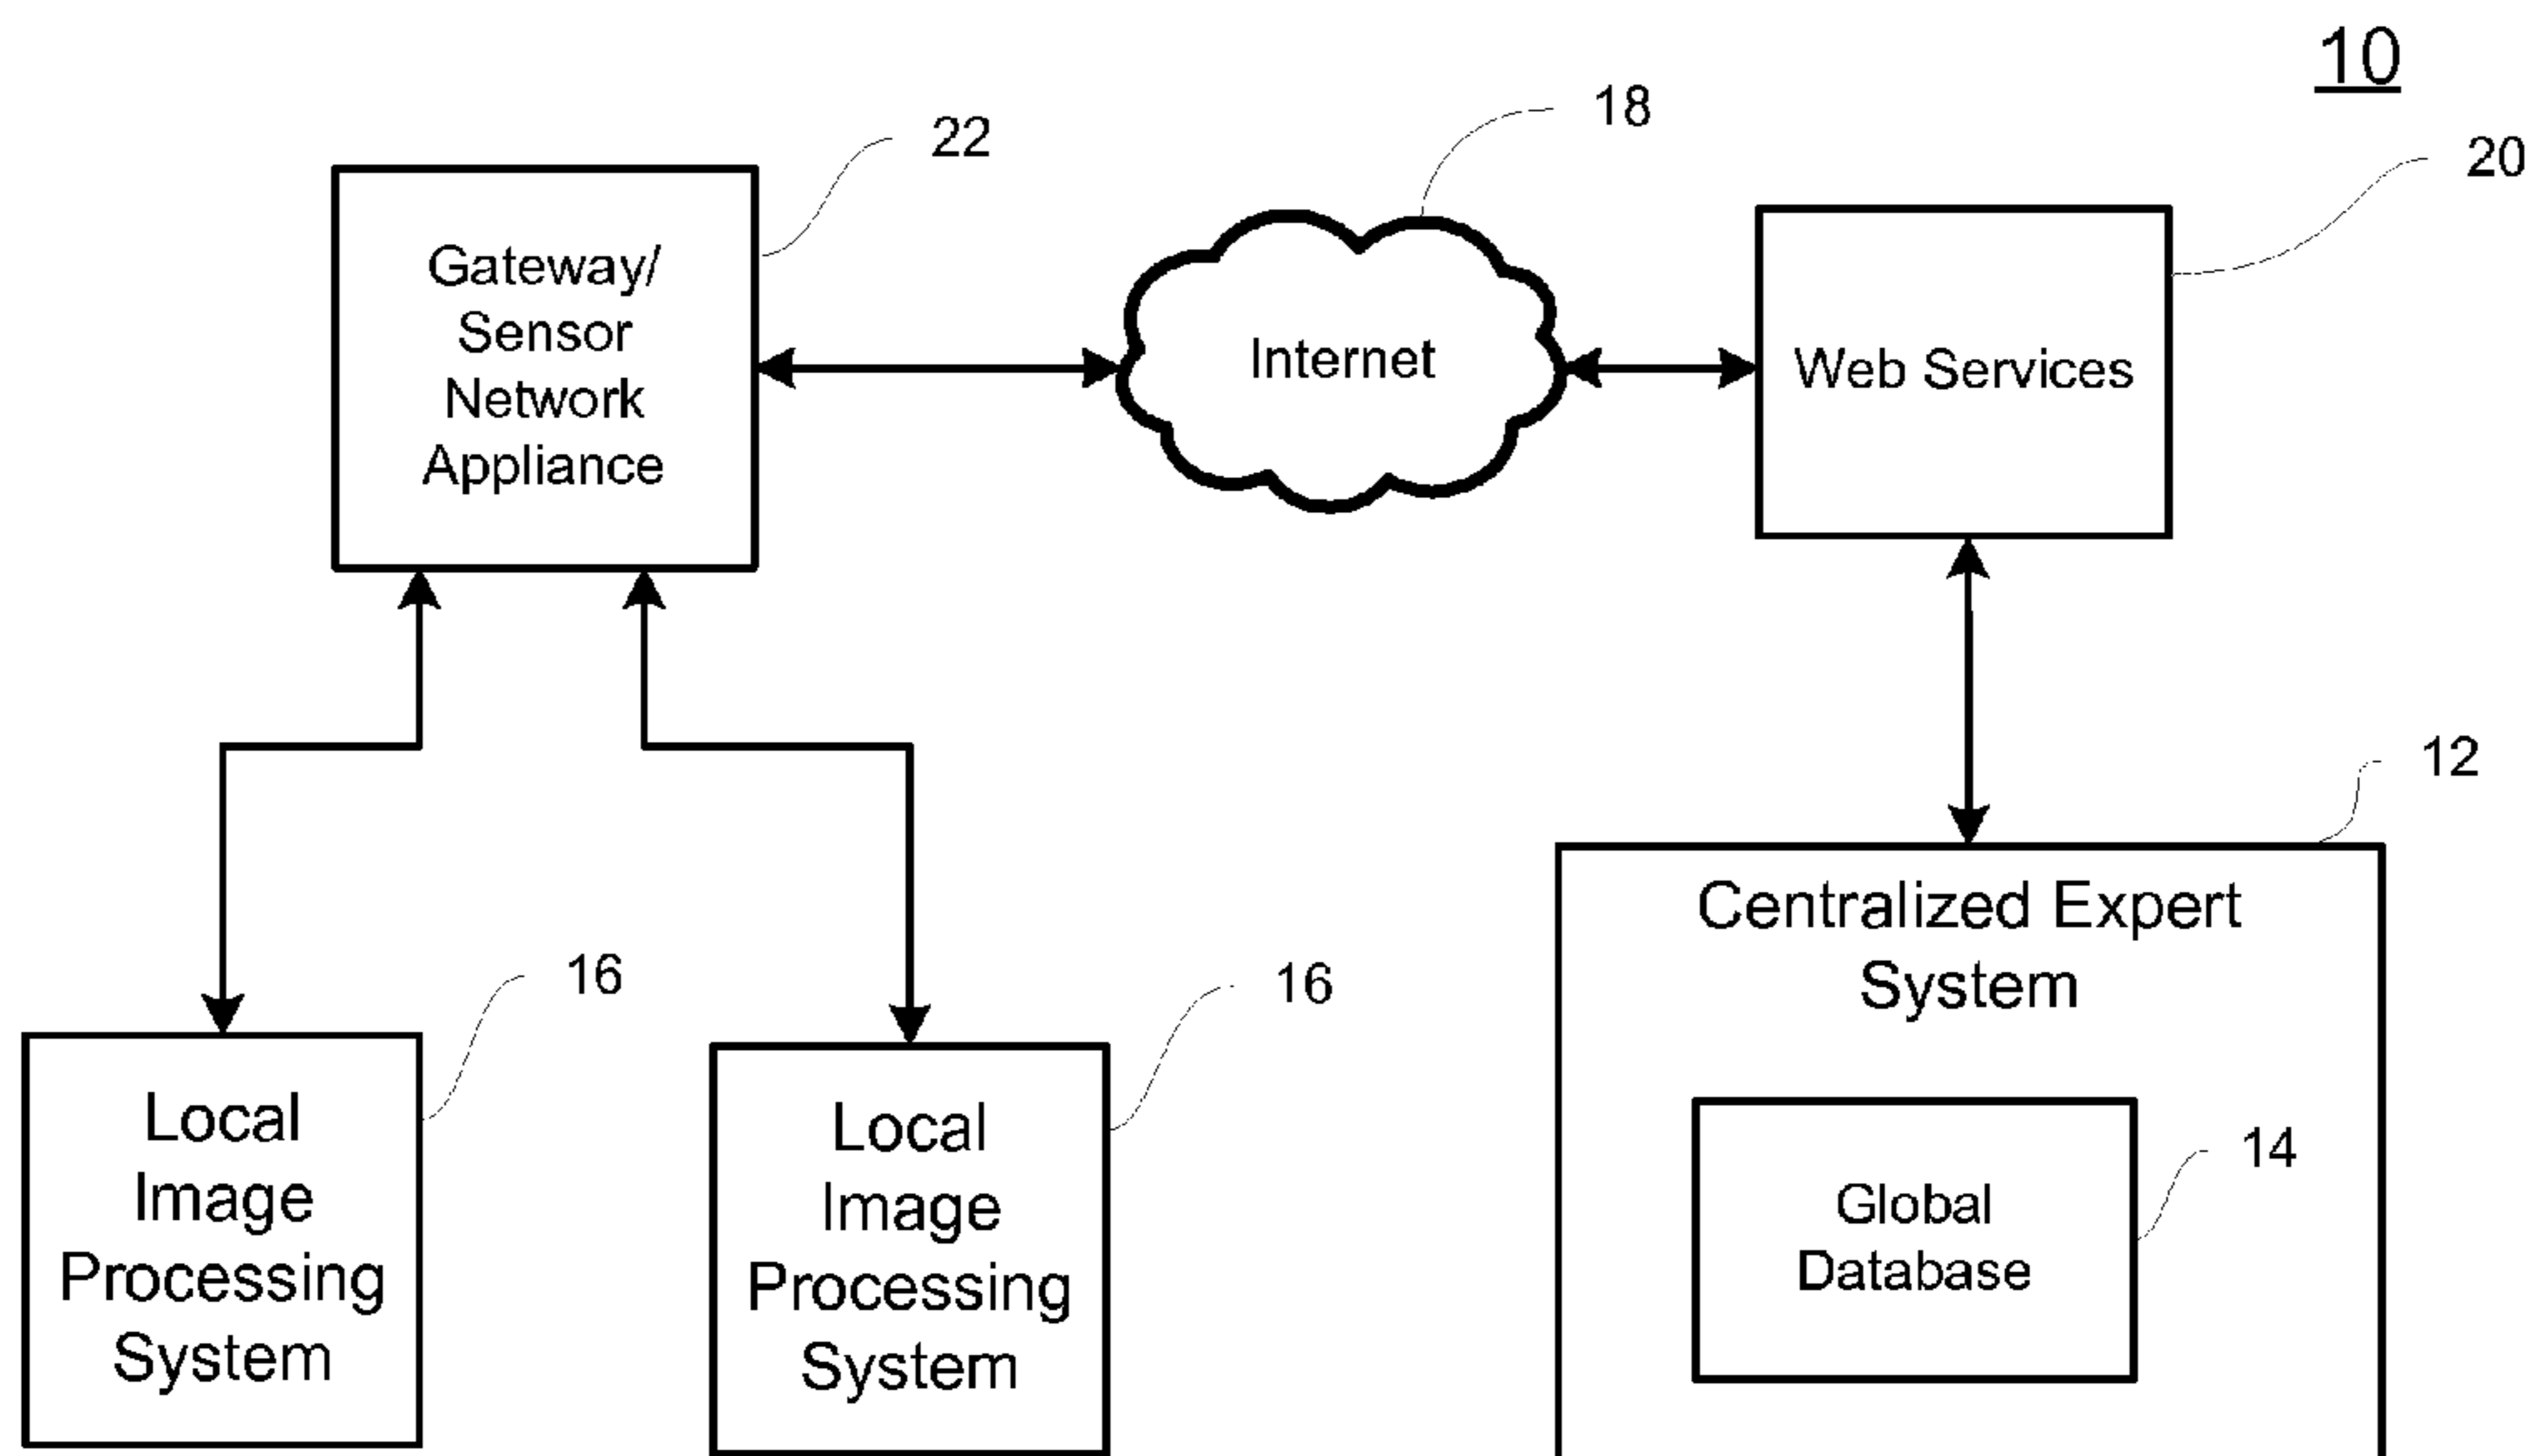 10
22
18
20
Gateway/
Sensor
Network
Appliance
Internet
Web Services
12
Centralized Expert
System
16
16
Local
Image
Processing
System
Local
Image
Processing
System
14
Global
Database